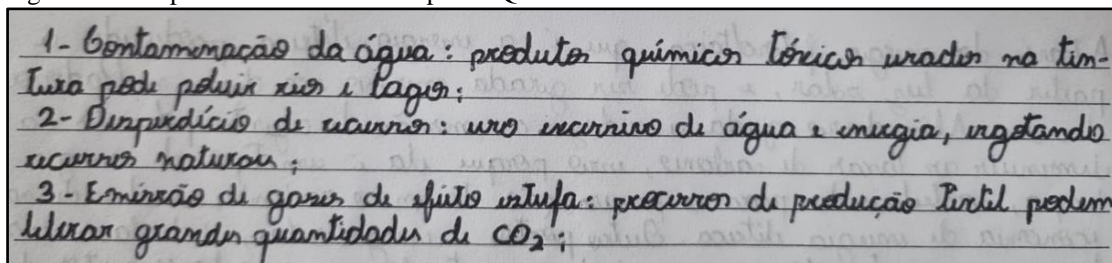 1- Contaminação da água: produtos químicos tóxicos usados na tin-
tura pode poluir rios e lagos;
2- Desperdício de recursos: uso excessivo de água e energia, esgotando
recursos naturais;
3- Emissão de gases de efeito estufa: processos de produção têxtil podem
liberar grandes quantidades de CO2;